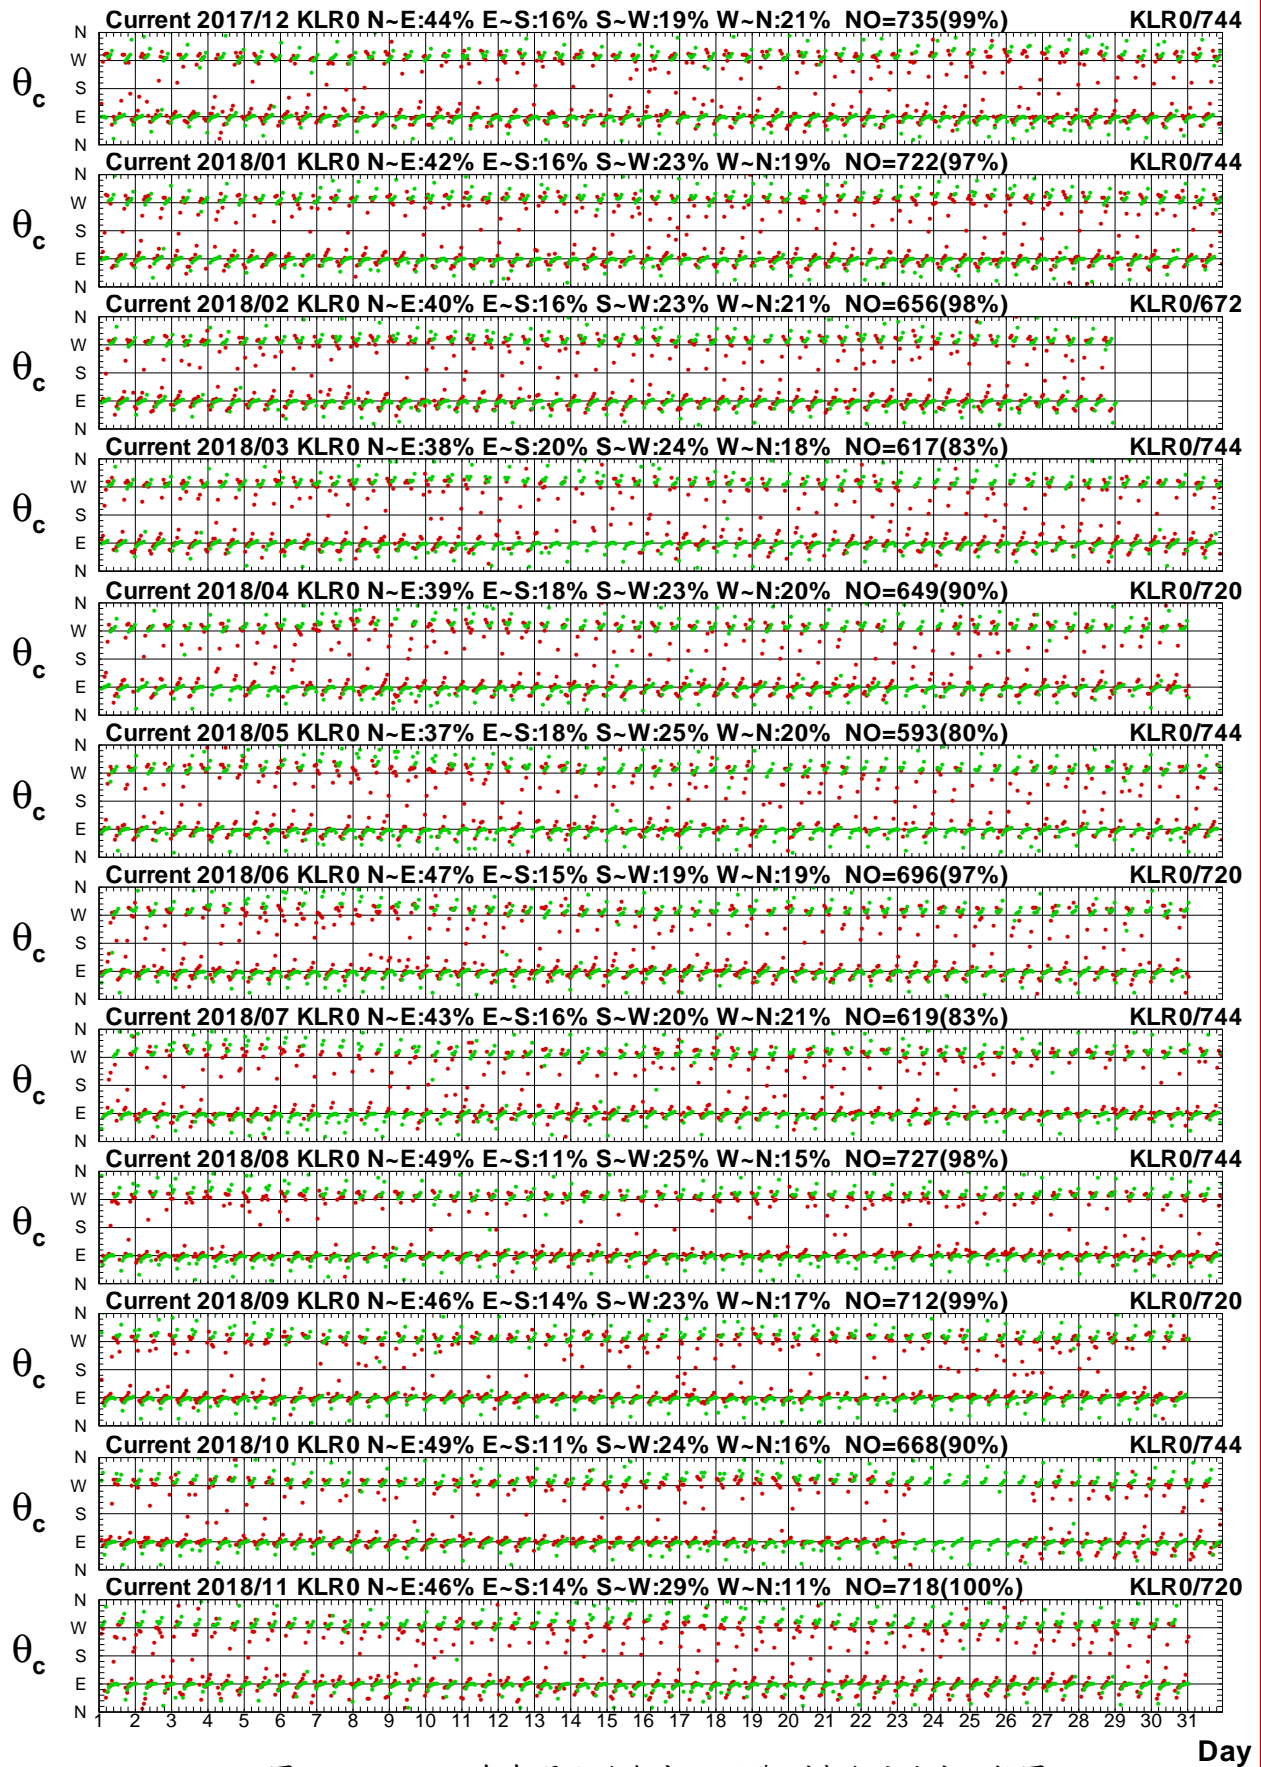 Current 2017/12 KLR0 N~E:44% E~S:16% S~W:19% W~N:21% NO=735(99%) KLR0/744
N
W
θc S
E
N
Current 2018/01 KLR0 N~E:42% E~S:16% S~W:23% W~N:19% NO=722(97%) KLR0/744
N
W
θc S
E
N
Current 2018/02 KLR0 N~E:40% E~S:16% S~W:23% W~N:21% NO=656(98%) KLR0/672
N
W
θc S
E
N
Current 2018/03 KLR0 N~E:38% E~S:20% S~W:24% W~N:18% NO=617(83%) KLR0/744
N
W
θc S
E
N
Current 2018/04 KLR0 N~E:39% E~S:18% S~W:23% W~N:20% NO=649(90%) KLR0/720
N
W
θc S
E
N
Current 2018/05 KLR0 N~E:37% E~S:18% S~W:25% W~N:20% NO=593(80%) KLR0/744
N
W
θc S
E
N
Current 2018/06 KLR0 N~E:47% E~S:15% S~W:19% W~N:19% NO=696(97%) KLR0/720
N
W
θc S
E
N
Current 2018/07 KLR0 N~E:43% E~S:16% S~W:20% W~N:21% NO=619(83%) KLR0/744
N
W
θc S
E
N
Current 2018/08 KLR0 N~E:49% E~S:11% S~W:25% W~N:15% NO=727(98%) KLR0/744
N
W
θc S
E
N
Current 2018/09 KLR0 N~E:46% E~S:14% S~W:23% W~N:17% NO=712(99%) KLR0/720
N
W
θc S
E
N
Current 2018/10 KLR0 N~E:49% E~S:11% S~W:24% W~N:16% NO=668(90%) KLR0/744
N
W
θc S
E
N
Current 2018/11 KLR0 N~E:46% E~S:14% S~W:29% W~N:11% NO=718(100%) KLR0/720
N
W
θc S
E
N
1 2 3 4 5 6 7 8 9 10 11 12 13 14 15 16 17 18 19 20 21 22 23 24 25 26 27 28 29 30 31
Day